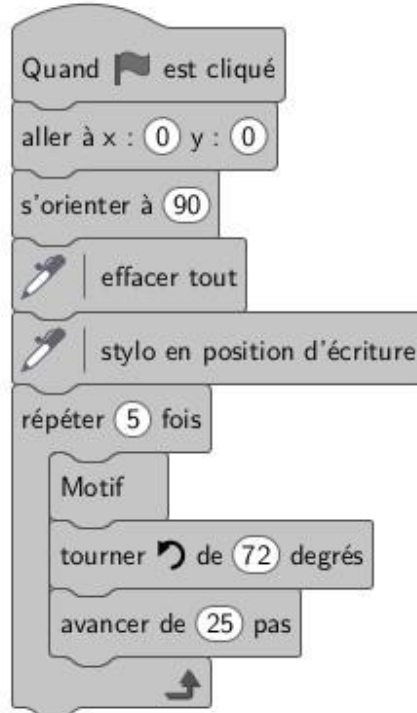 Quand est cliqué
aller à x : 0 y : 0
s'orienter à 90
effacer tout
stylo en position d'écriture
répéter 5 fois
Motif
tourner de 72 degrés
avancer de 25 pas